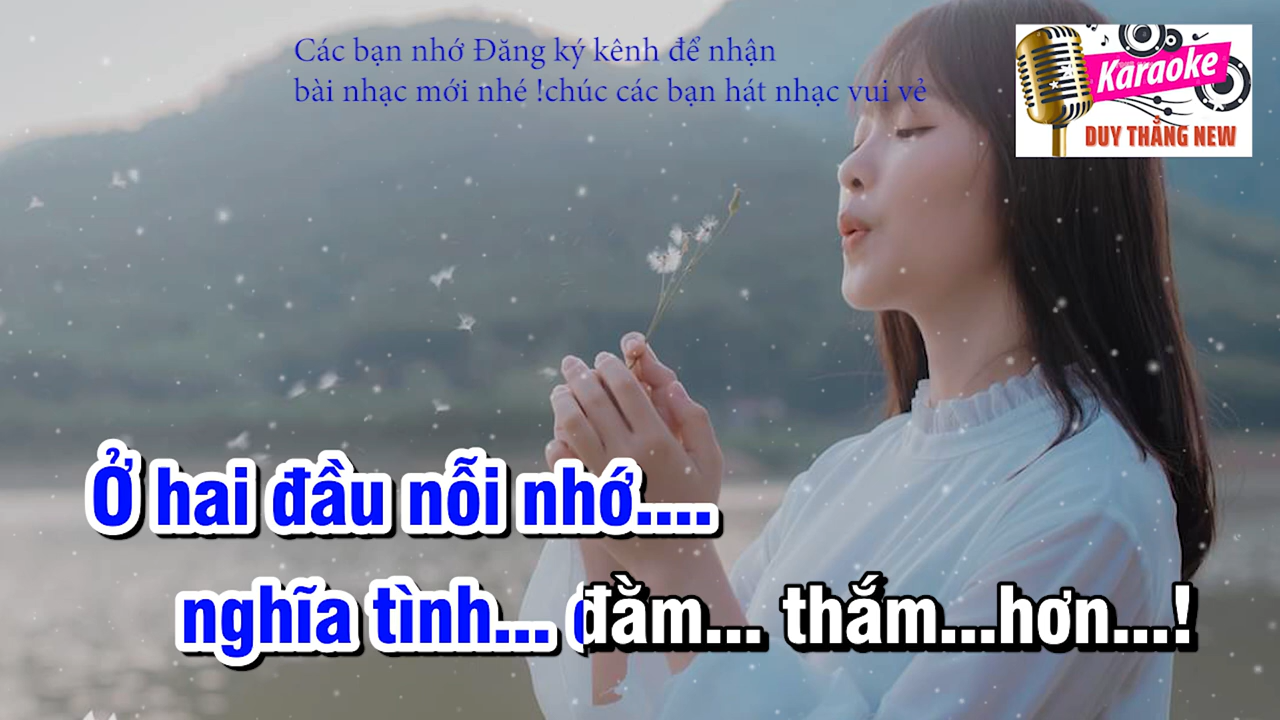 Các bạn nhớ Đăng ký kênh để nhận
bài nhạc mới nhé !chúc các bạn hát nhạc vui vẻ
Karaoke
DUY THẮNG NEW
Ở hai đầu nỗi nhớ....
nghĩa tình... đằm... thắm...hơn...!